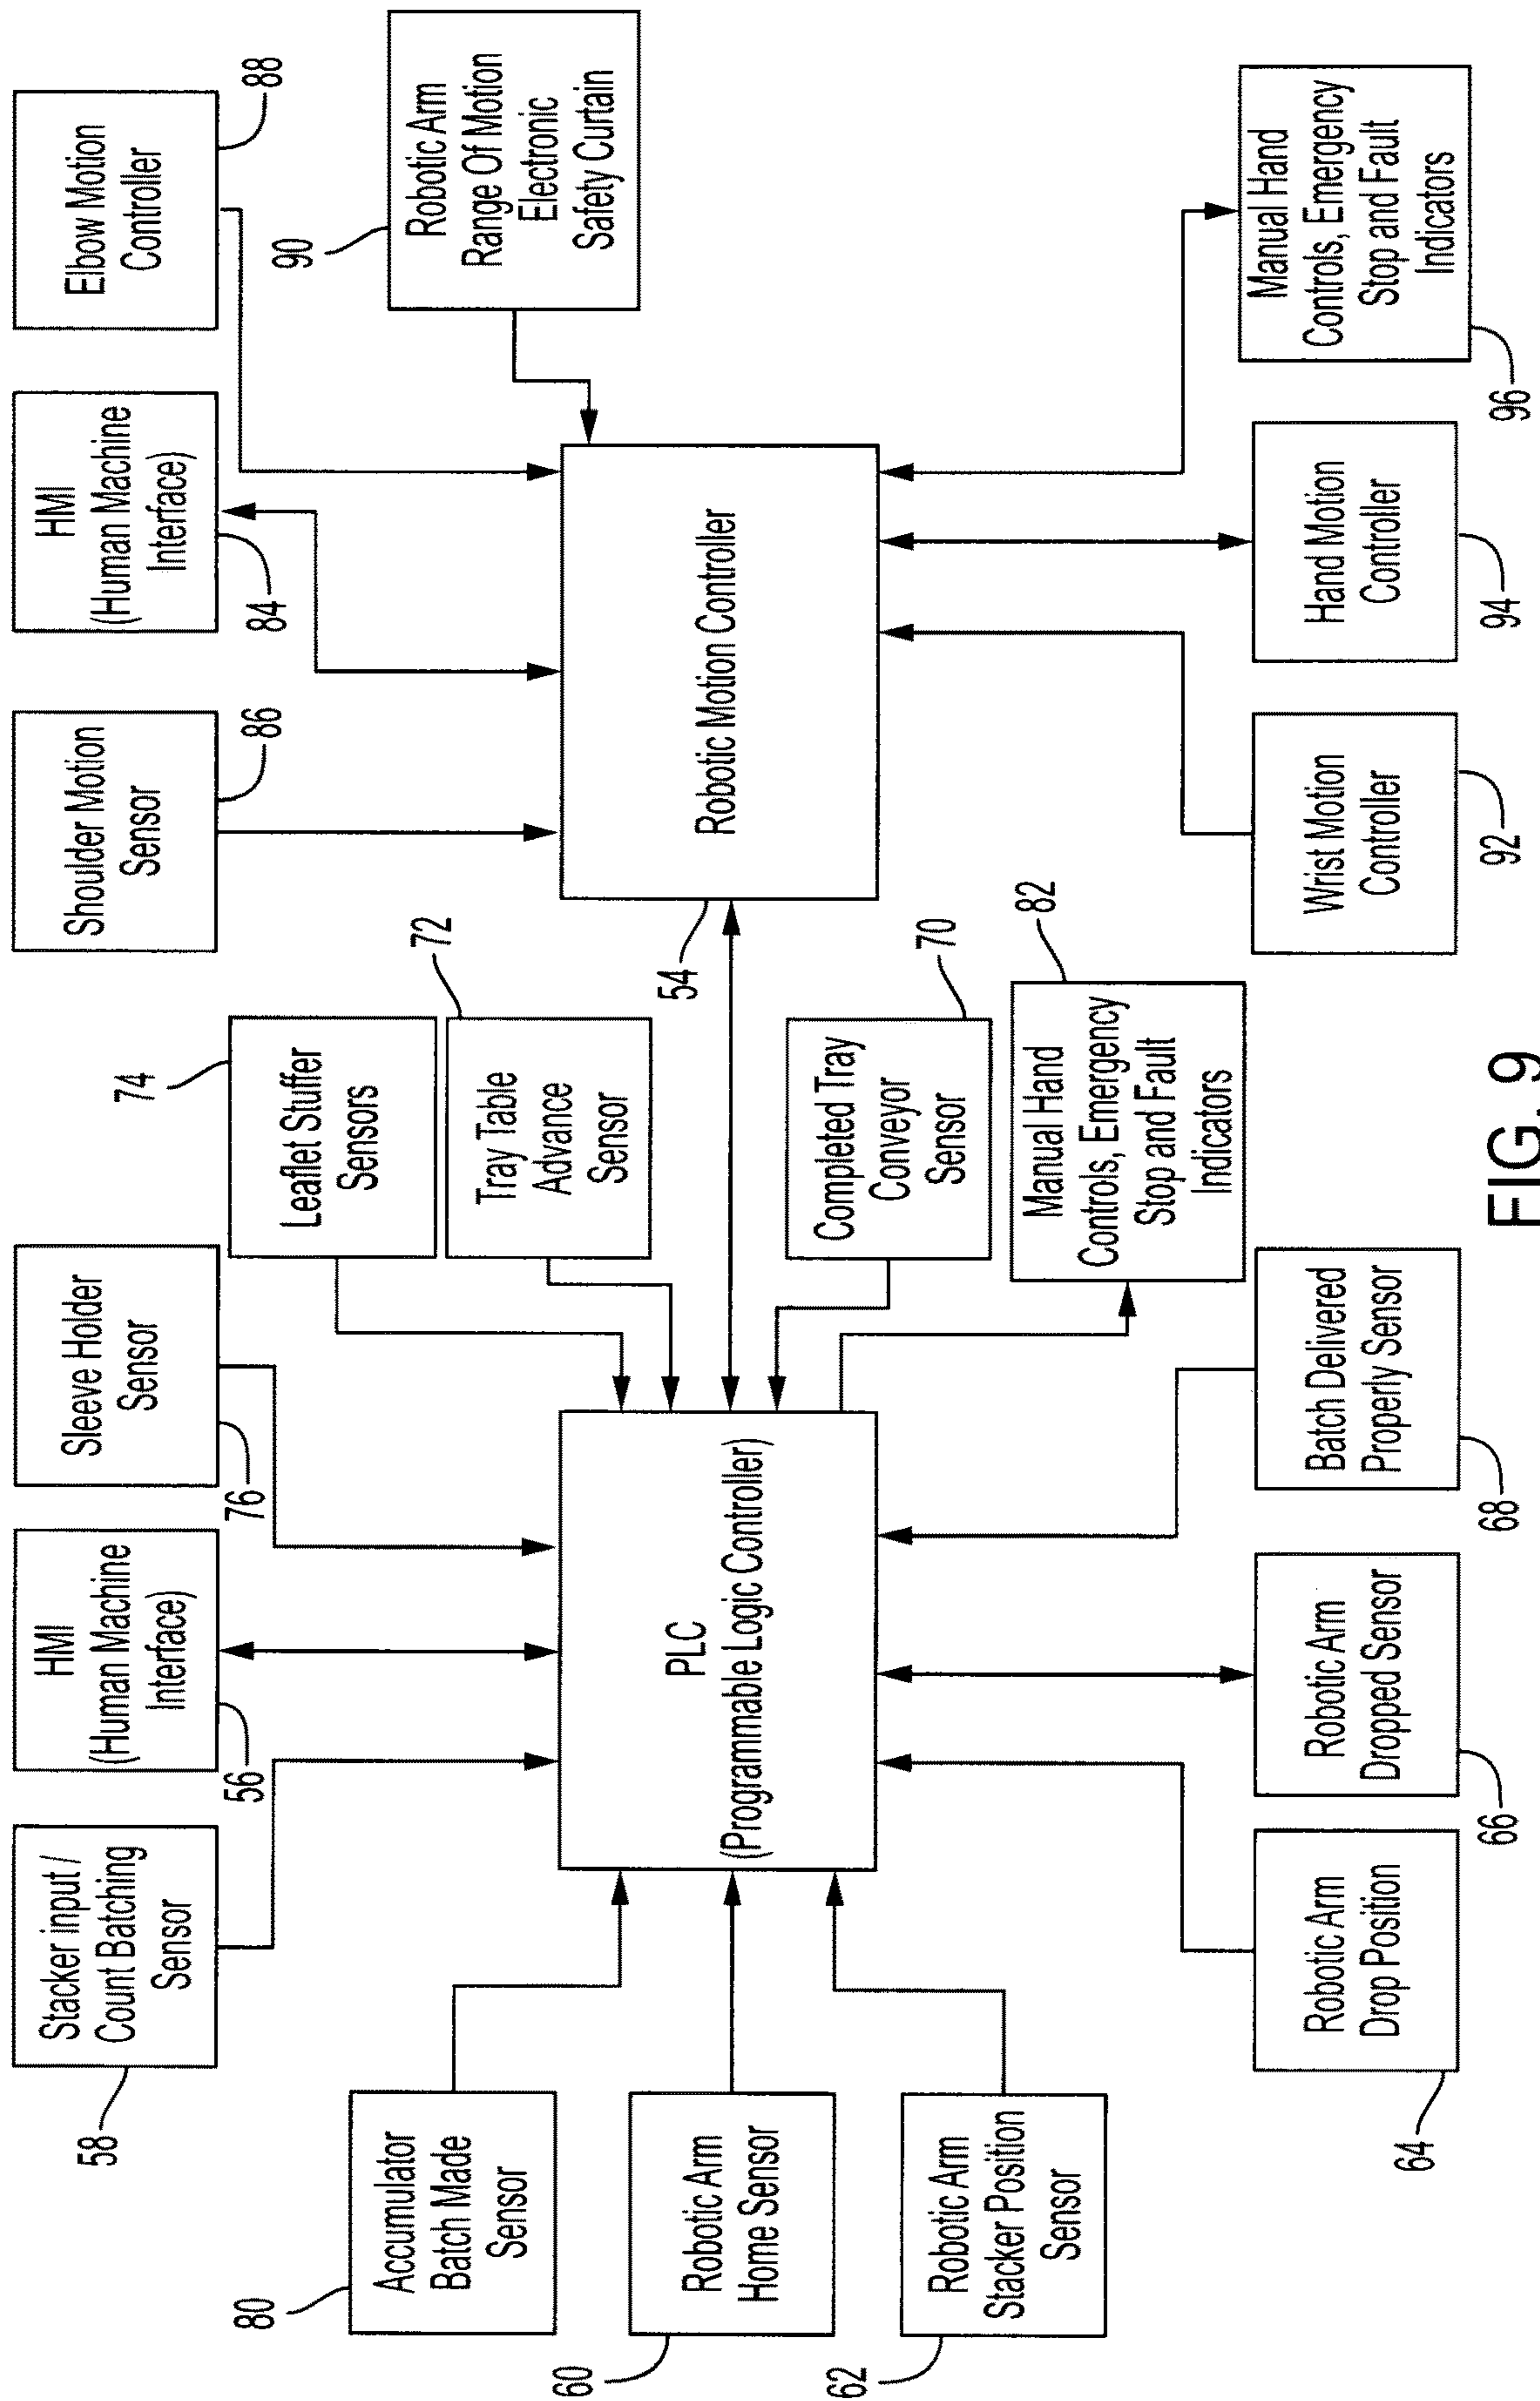 Stacker input /
Count Batching
Sensor
58
HMI
(Human Machine
Interface)
56
Sleeve Holder
Sensor
76
Shoulder Motion
Sensor
86
HMI
(Human Machine
Interface)
84
Elbow Motion
Controller
88
Accumulator
Batch Made
Sensor
80
Robotic Arm
Home Sensor
60
Robotic Arm
Stacker Position
Sensor
62
PLC
(Programmable Logic Controller)
Leaflet Stuffer
Sensors
74
Tray Table
Advance
Sensor
72
Completed Tray
Conveyor
Sensor
70
Manual Hand
Controls, Emergency
Stop and Fault
Indicators
82
Robotic Motion Controller
54
Robotic Arm
Range Of Motion
Electronic
Safety Curtain
90
Robotic Arm
Drop Position
64
Robotic Arm
Dropped Sensor
66
Batch Delivered
Properly Sensor
68
Wrist Motion
Controller
92
Hand Motion
Controller
94
Manual Hand
Controls, Emergency
Stop and Fault
Indicators
96
FIG. 9